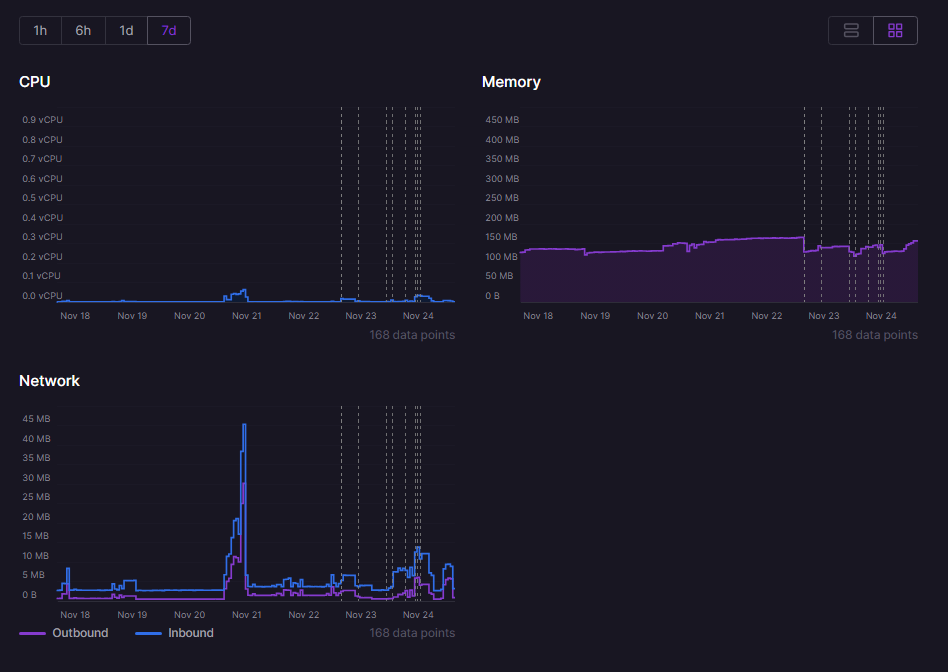 1h 6h 1d 7d
CPU
0.9 vCPU
0.8 vCPU
0.7 vCPU
0.6 vCPU
0.5 vCPU
0.4 vCPU
0.3 vCPU
0.2 vCPU
0.1 vCPU
0.0 vCPU
Nov 18 Nov 19 Nov 20 Nov 21 Nov 22 Nov 23 Nov 24
168 data points
Memory
450 MB
400 MB
350 MB
300 MB
250 MB
200 MB
150 MB
100 MB
50 MB
0 B
Nov 18 Nov 19 Nov 20 Nov 21 Nov 22 Nov 23 Nov 24
168 data points
Network
45 MB
40 MB
35 MB
30 MB
25 MB
20 MB
15 MB
10 MB
5 MB
0 B
Nov 18 Nov 19 Nov 20 Nov 21 Nov 22 Nov 23 Nov 24
Outbound Inbound 168 data points